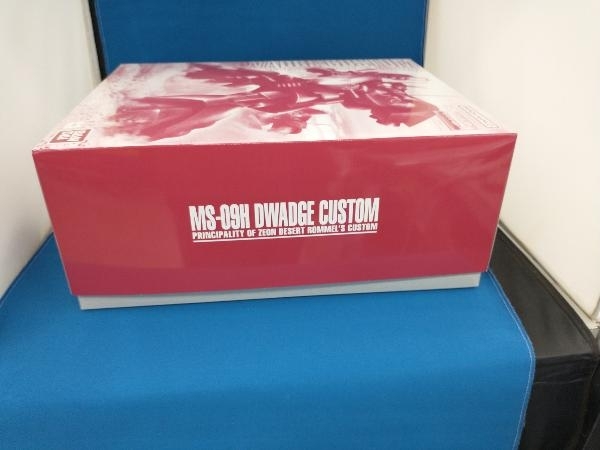 MS-09H DWADGE CUSTOM
PRINCIPALITY OF ZEON DESERT ROMMEL'S CUSTOM